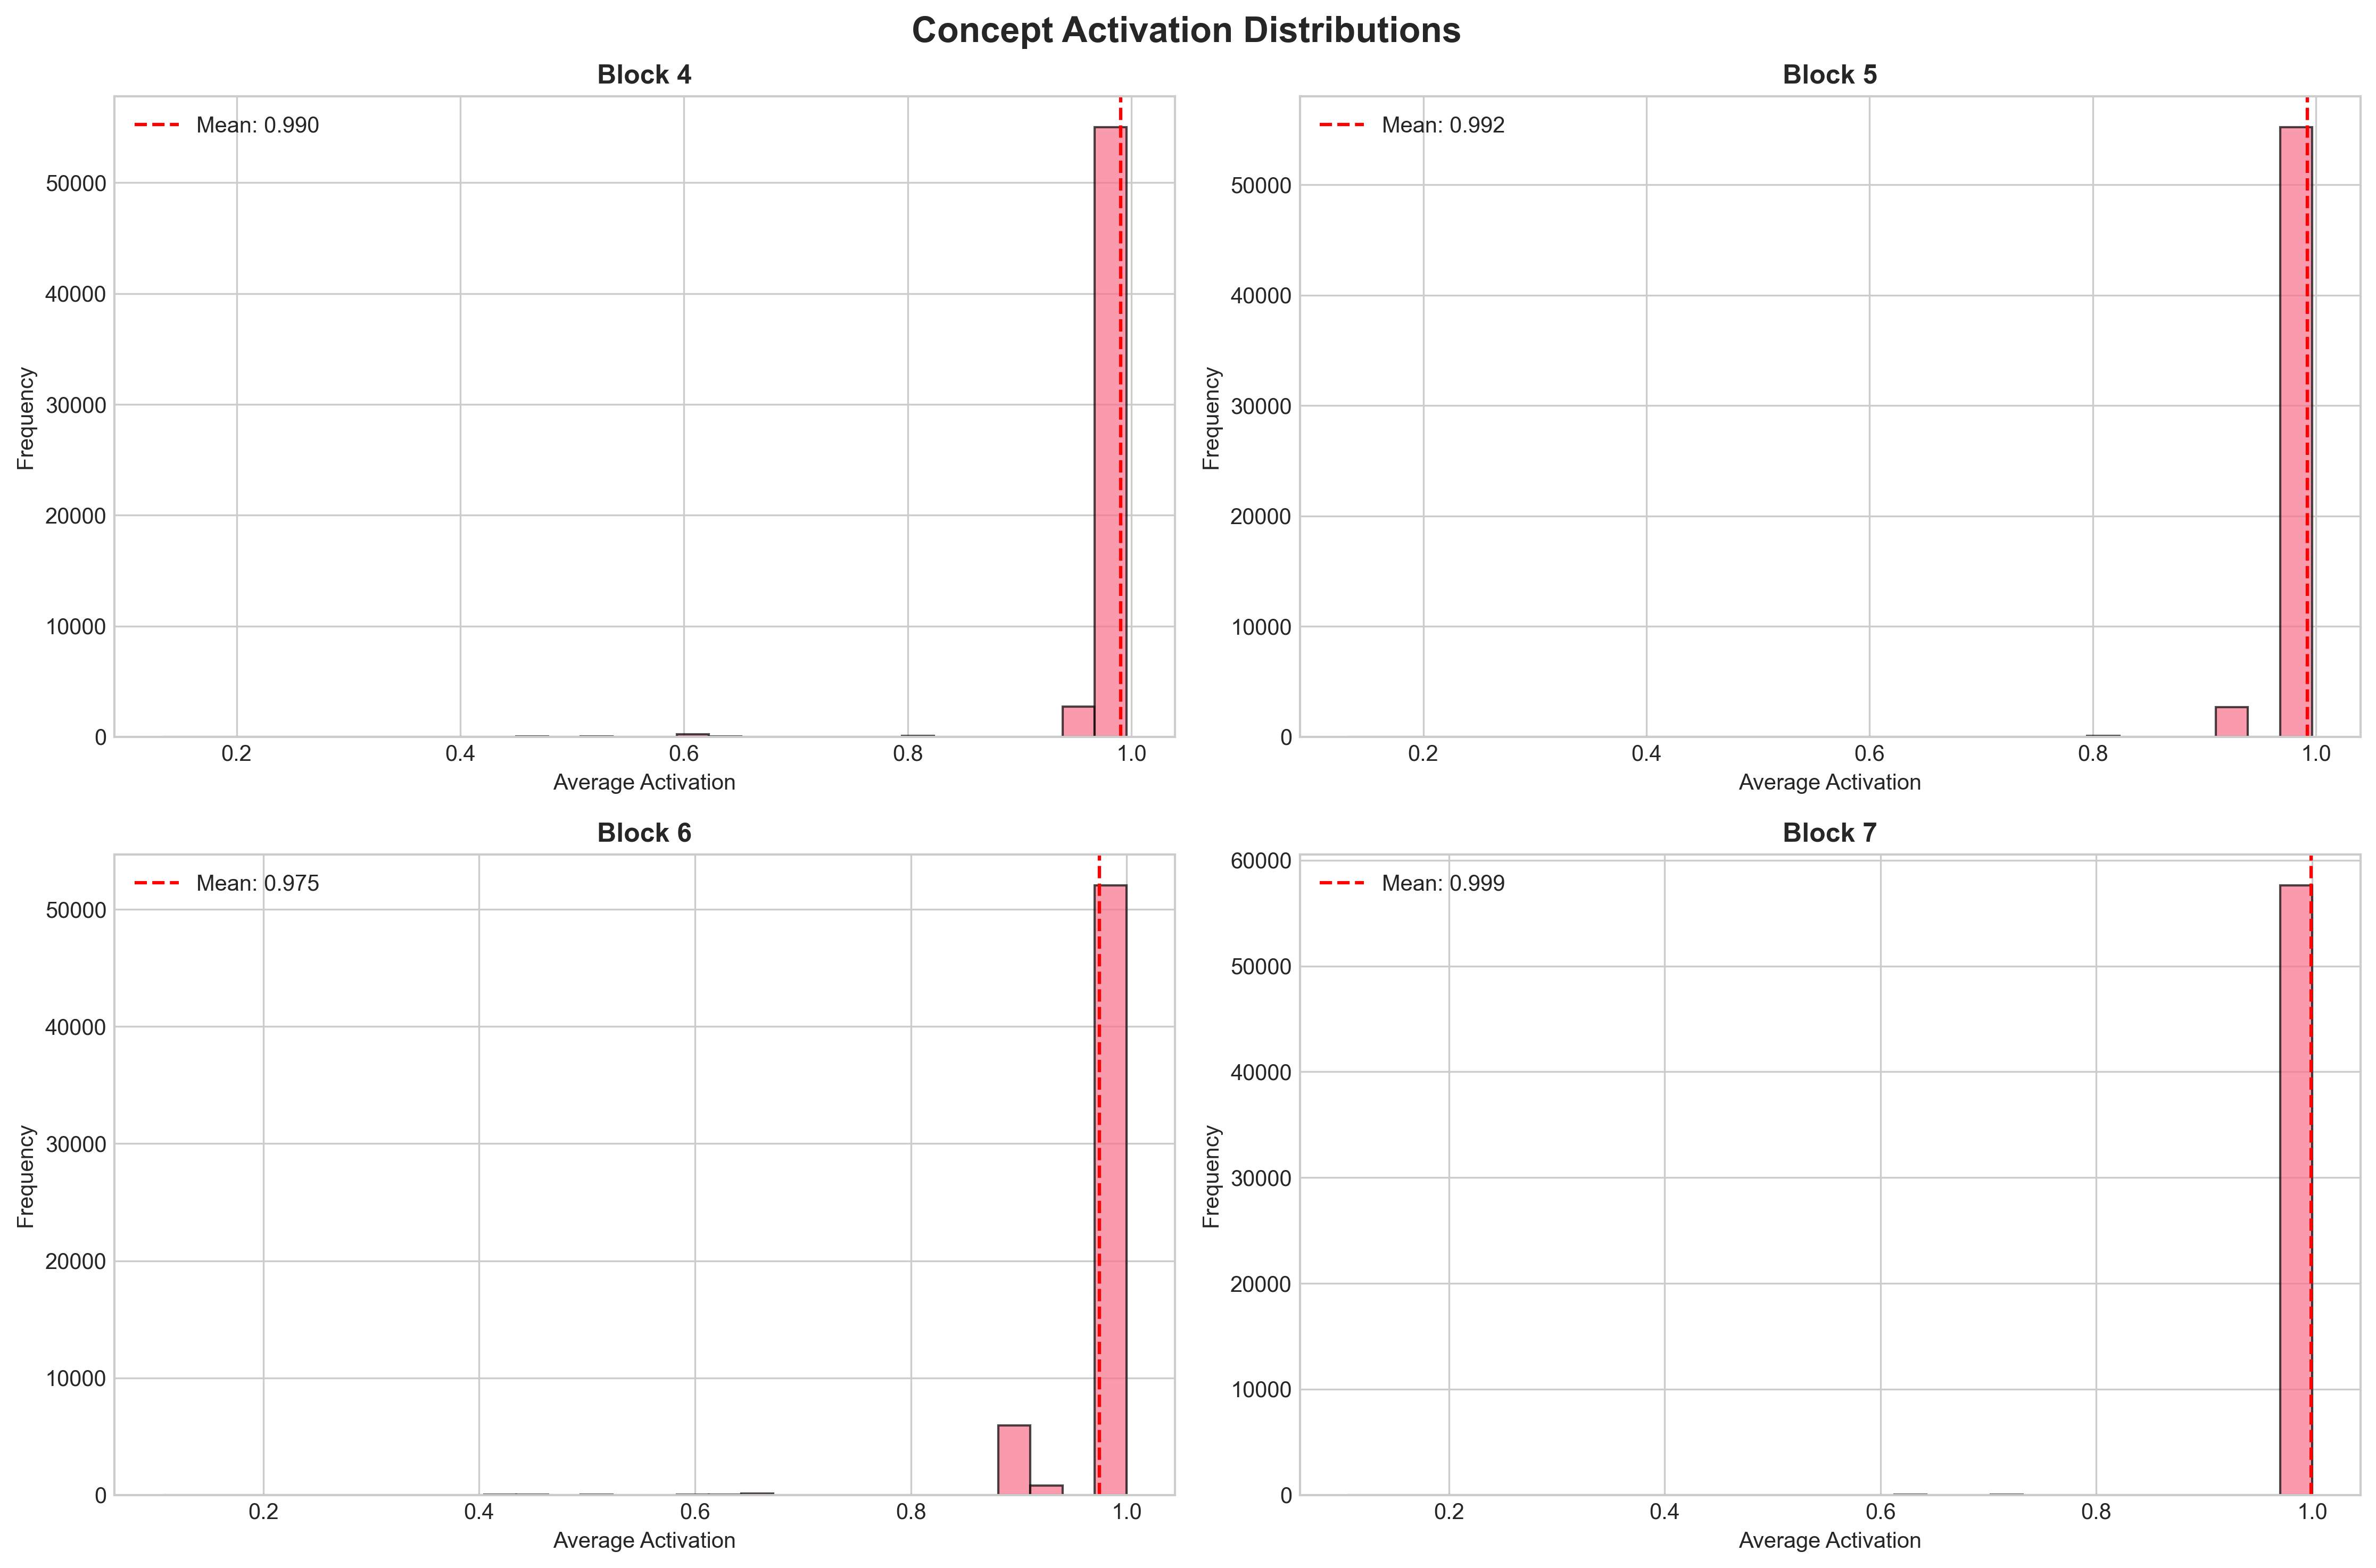 Concept Activation Distributions
Block 4
Mean: 0.990
50000
40000
30000
20000
10000
0
Frequency
0.2 0.4 0.6 0.8 1.0
Average Activation
Block 5
Mean: 0.992
50000
40000
30000
20000
10000
0
Frequency
0.2 0.4 0.6 0.8 1.0
Average Activation
Block 6
Mean: 0.975
50000
40000
30000
20000
10000
0
Frequency
0.2 0.4 0.6 0.8 1.0
Average Activation
Block 7
Mean: 0.999
60000
50000
40000
30000
20000
10000
0
Frequency
0.2 0.4 0.6 0.8 1.0
Average Activation